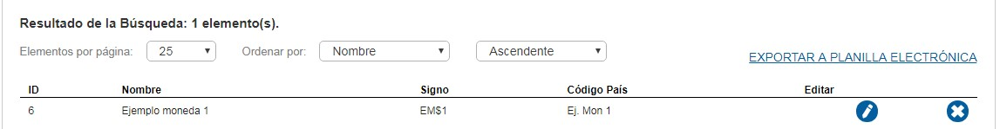 Resultado de la Búsqueda: 1 elemento(s).
Elementos por página: 25 Ordenar por: Nombre Ascendente
EXPORTAR A PLANILLA ELECTRÓNICA
ID Nombre Signo Código País Editar
6 Ejemplo moneda 1 EM$1 Ej. Mon 1